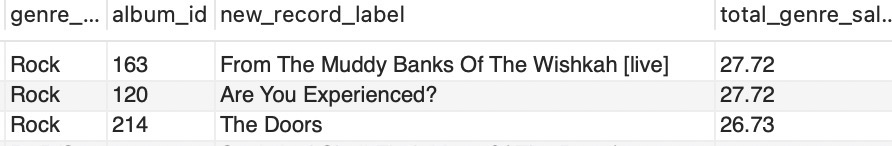 genre_... album_id new_record_label total_genre_sal..
Rock 163 From The Muddy Banks Of The Wishkah [live] 27.72
Rock 120 Are You Experienced? 27.72
Rock 214 The Doors 26.73